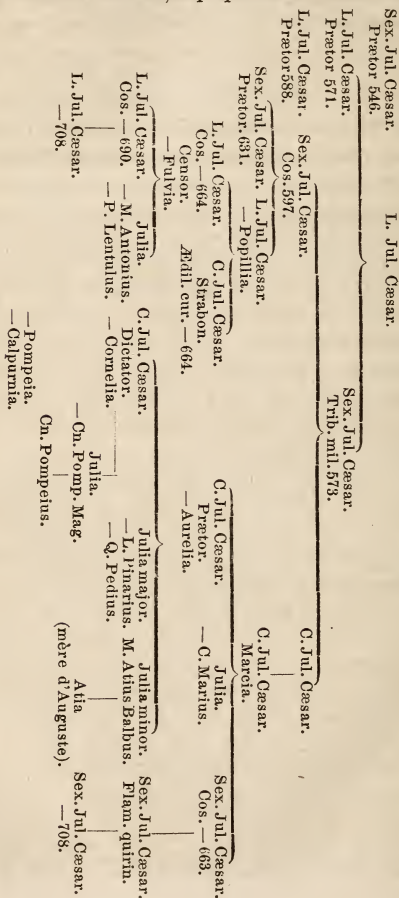 Sex. Jul. Cæsar. L. Jul. Cæsar.
Prætor 546.
L. Jul. Cæsar. Sex. Jul. Cæsar.
Prætor 571. Trib. mil. 573.
L. Jul. Cæsar. Sex. Jul. Cæsar. C. Jul. Cæsar.
Prætor 588. Cos. 597.
Sex. Jul. Cæsar. L. Jul. Cæsar. C. Jul. Cæsar.
Prætor. 631. — Popillia. Marcia.
L. Jul. Cæsar. C. Jul. Cæsar. C. Jul. Cæsar. Julia. Sex. Jul. Cæsar.
Cos. — 664. Strabon. Prætor. — C. Marius. Cos. — 663.
Censor. Ædil. cur. — 664. — Aurelia.
— Fulvia.
L. Jul. Cæsar. Julia. C. Jul. Cæsar. Julia major. Julia minor. Sex. Jul. Cæsar.
Cos. — 690. — M. Antonius. Dictator. — L. Pinarius. M. Atius Balbus. Flam. quirin.
— P. Lentulus. — Cornelia. — Q. Pedius.
L. Jul. Cæsar. Julia. Atia Sex. Jul. Cæsar.
— 708. — Cn. Pomp. Mag. (mère d'Auguste). — 708.
Cn. Pompeius.
— Pompeia.
— Calpurnia.